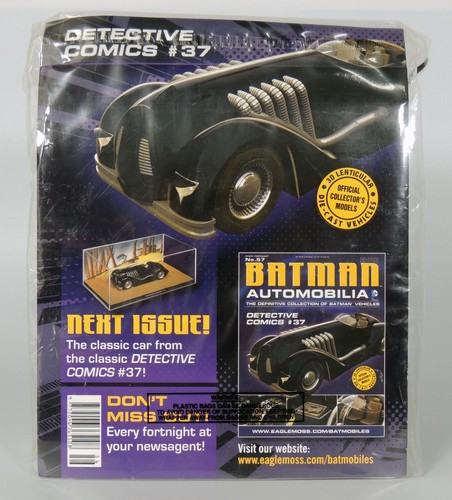 DETECTIVE
COMICS #37
3D LENTICULAR
OFFICIAL
COLLECTOR'S
MODELS
DIE-CAST VEHICLES
No.57
BATMAN
AUTOMOBILIA
THE DEFINITIVE COLLECTION OF BATMAN VEHICLES
DETECTIVE
COMICS #37
WWW.EAGLEMOSS.COM/BATMOBILES
NEXT ISSUE!
The classic car from
the classic DETECTIVE
COMICS #37!
DON'T
MISS
Every fortnight at
your newsagent!
Visit our website:
www.eaglemoss.com/batmobiles